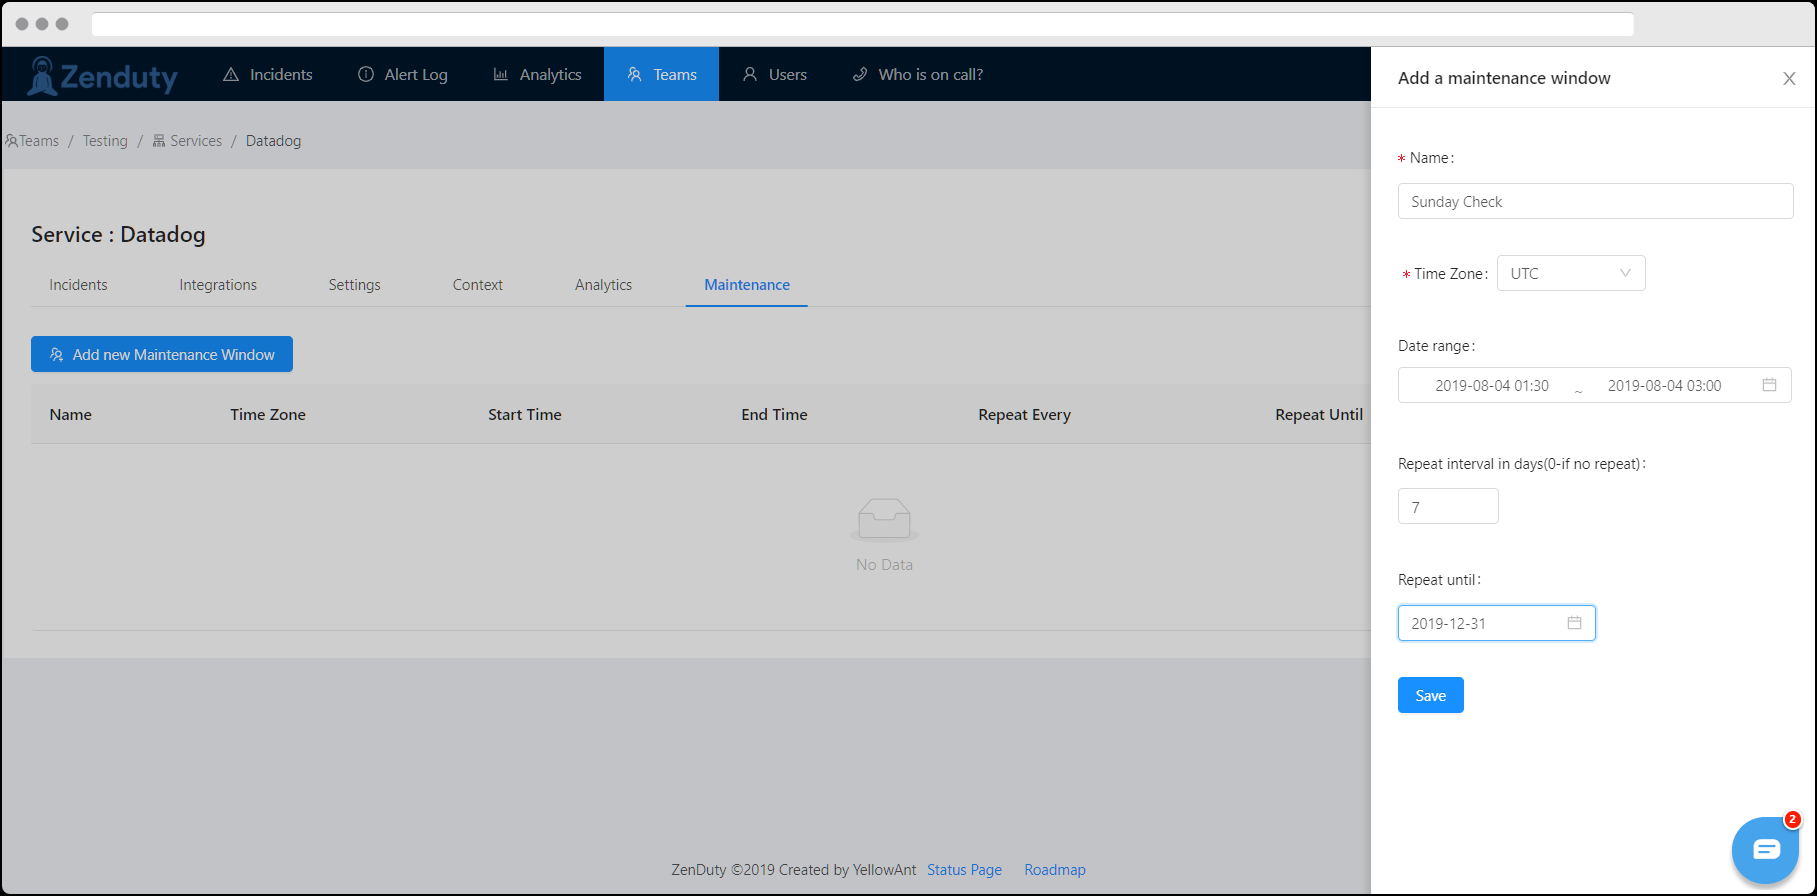 Zenduty Incidents Alert Log Analytics Teams Users Who is on call?
Teams / Testing / Services / Datadog
Service : Datadog
Incidents Integrations Settings Context Analytics Maintenance
Add new Maintenance Window
Name Time Zone Start Time End Time Repeat Every Repeat Until
No Data
ZenDuty ©2019 Created by YellowAnt Status Page Roadmap
Add a maintenance window
* Name:
Sunday Check
* Time Zone: UTC
Date range:
2019-08-04 01:30 ~ 2019-08-04 03:00
Repeat interval in days(0-if no repeat):
7
Repeat until:
2019-12-31
Save
2